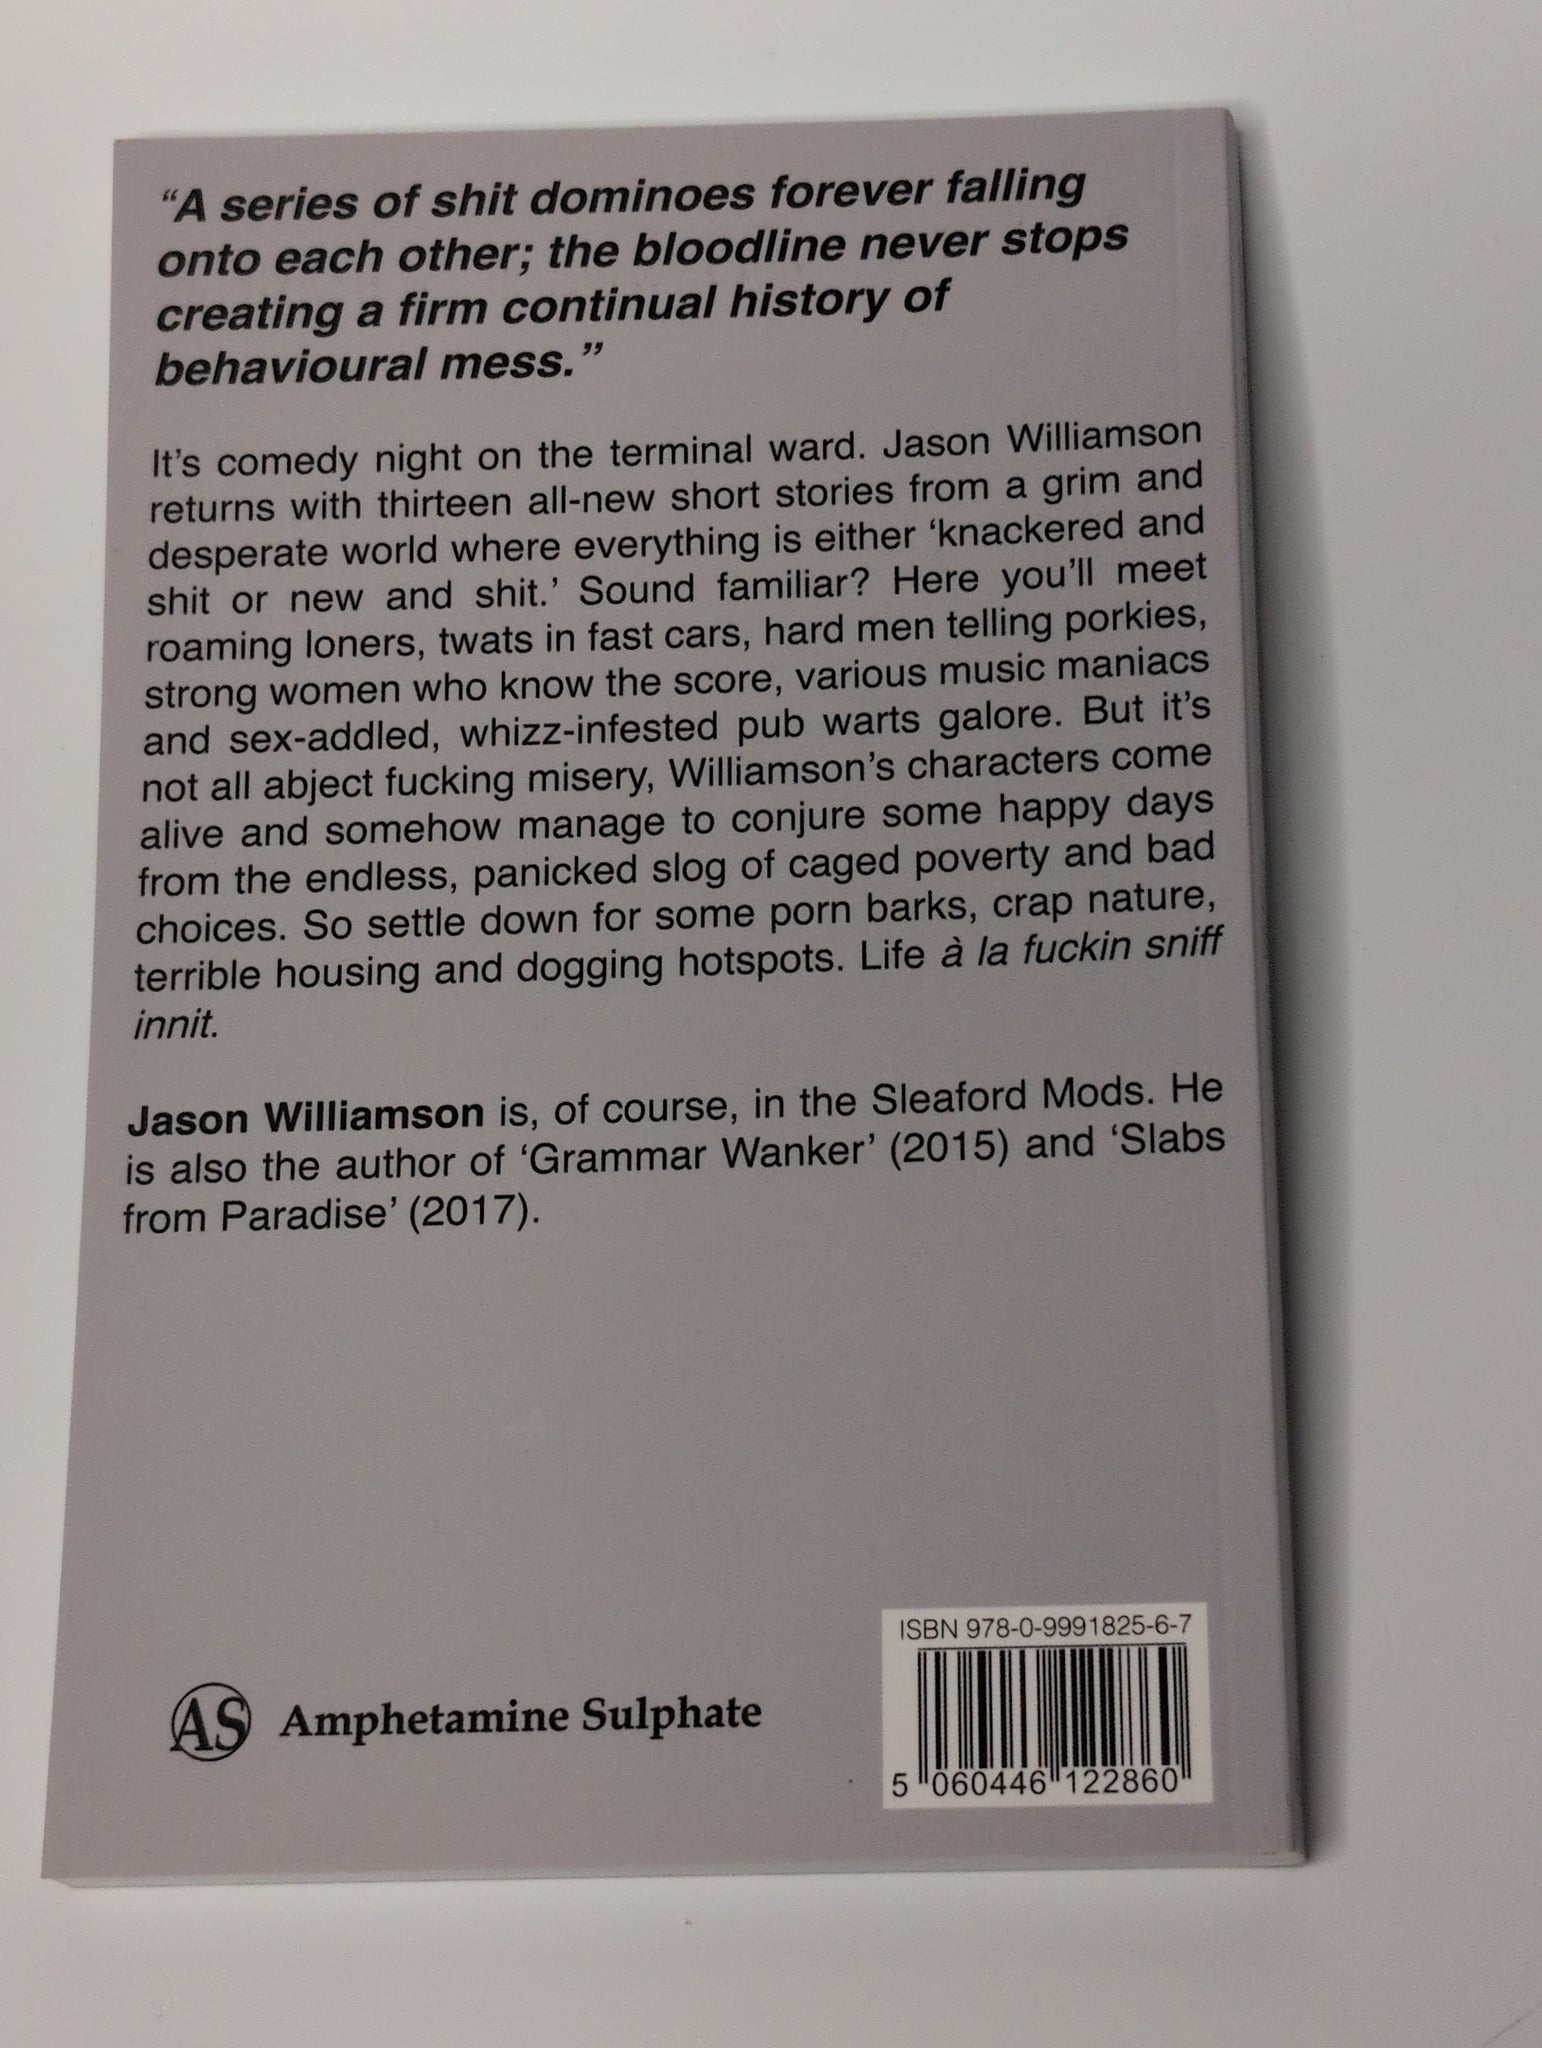 “A series of shit dominoes forever falling
onto each other; the bloodline never stops
creating a firm continual history of
behavioural mess.”
It’s comedy night on the terminal ward. Jason Williamson
returns with thirteen all-new short stories from a grim and
desperate world where everything is either ‘knackered and
shit or new and shit.’ Sound familiar? Here you’ll meet
roaming loners, twats in fast cars, hard men telling porkies,
strong women who know the score, various music maniacs
and sex-addled, whizz-infested pub warts galore. But it’s
not all abject fucking misery, Williamson’s characters come
alive and somehow manage to conjure some happy days
from the endless, panicked slog of caged poverty and bad
choices. So settle down for some porn barks, crap nature,
terrible housing and dogging hotspots. Life à la fuckin sniff
innit.
Jason Williamson is, of course, in the Sleaford Mods. He
is also the author of ‘Grammar Wanker’ (2015) and ‘Slabs
from Paradise’ (2017).
AS Amphetamine Sulphate
ISBN 978-0-9991825-6-7
5 060446 122860